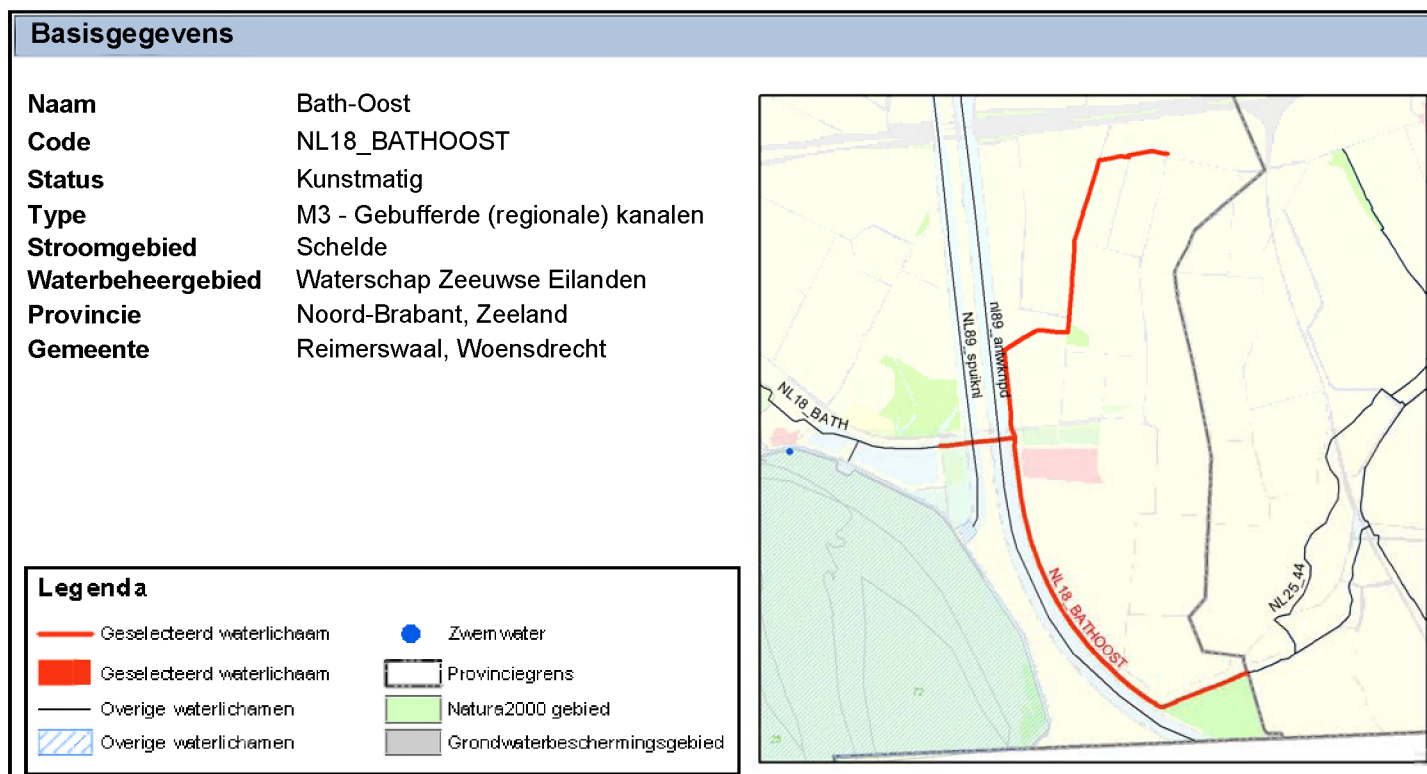 Basisgegevens
Naam Bath-Oost
Code NL18_BATHOOST
Status Kunstmatig
Type M3 - Gebufferde (regionale) kanalen
Stroomgebied Schelde
Waterbeheergebied Waterschap Zeeuwse Eilanden
Provincie Noord-Brabant, Zeeland
Gemeente Reimerswaal, Woensdrecht
NL89_spuiknl
nl89_antwknpd
NL18_BATH
NL18_BATHOOST
NL25_44
72
Legenda
Geselecteerd waterlichaam
Geselecteerd waterlichaam
Overige waterlichamen
Overige waterlichamen
Zwemwater
Provinciegrens
Natura2000 gebied
Grondwaterbeschermingsgebied